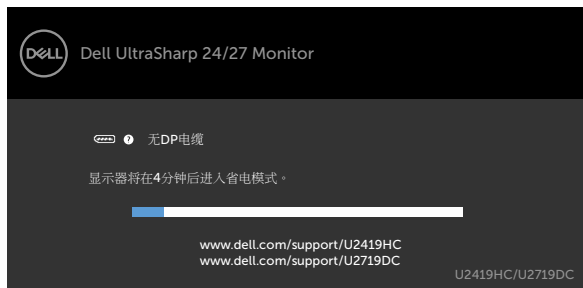 DELL
Dell UltraSharp 24/27 Monitor
? 无DP电缆
显示器将在4分钟后进入省电模式。
www.dell.com/support/U2419HC
www.dell.com/support/U2719DC
U2419HC/U2719DC